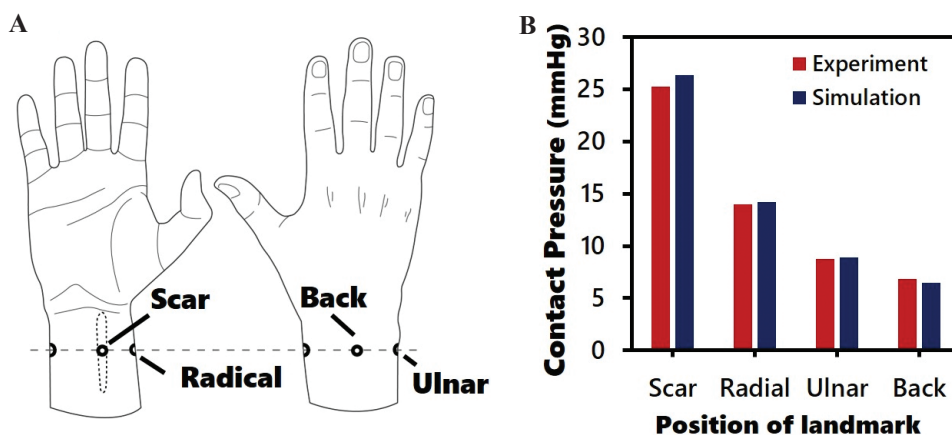 A
Scar
Back
Radical
Ulnar
B
Contact Pressure (mmHg)
30
25
20
15
10
5
0
Experiment
Simulation
Scar Radial Ulnar Back
Position of landmark